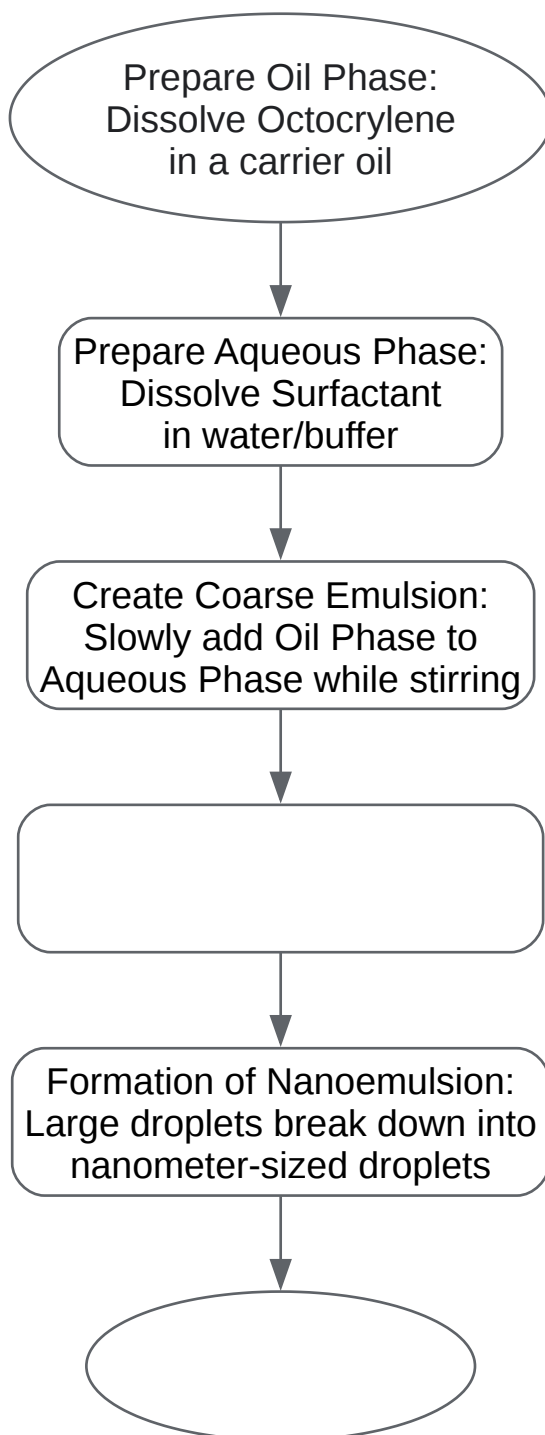 Prepare Oil Phase:
Dissolve Octocrylene
in a carrier oil
Prepare Aqueous Phase:
Dissolve Surfactant
in water/buffer
Create Coarse Emulsion:
Slowly add Oil Phase to
Aqueous Phase while stirring
Formation of Nanoemulsion:
Large droplets break down into
nanometer-sized droplets